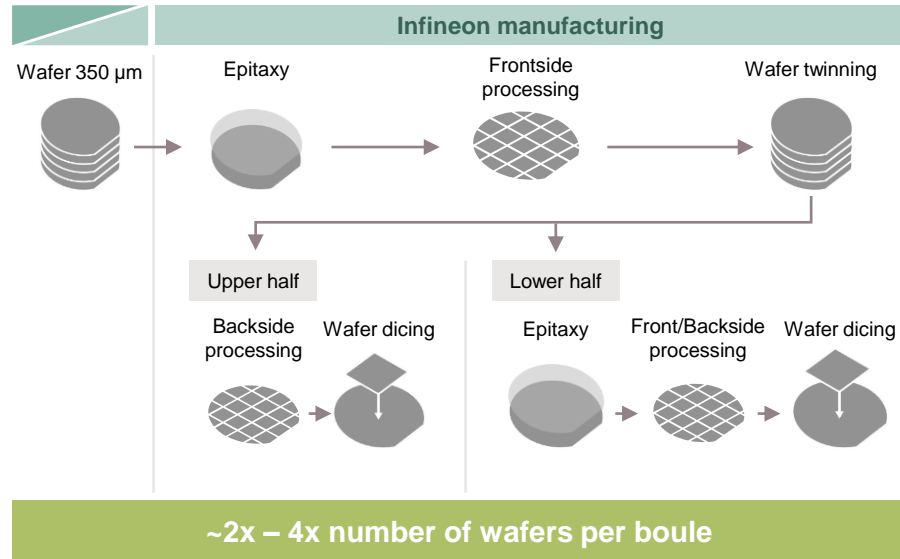 Infineon manufacturing
Wafer 350 µm
Epitaxy
Frontside
processing
Wafer twinning
Upper half
Lower half
Backside
processing
Wafer dicing
Epitaxy
Front/Backside
processing
Wafer dicing
~2x – 4x number of wafers per boule